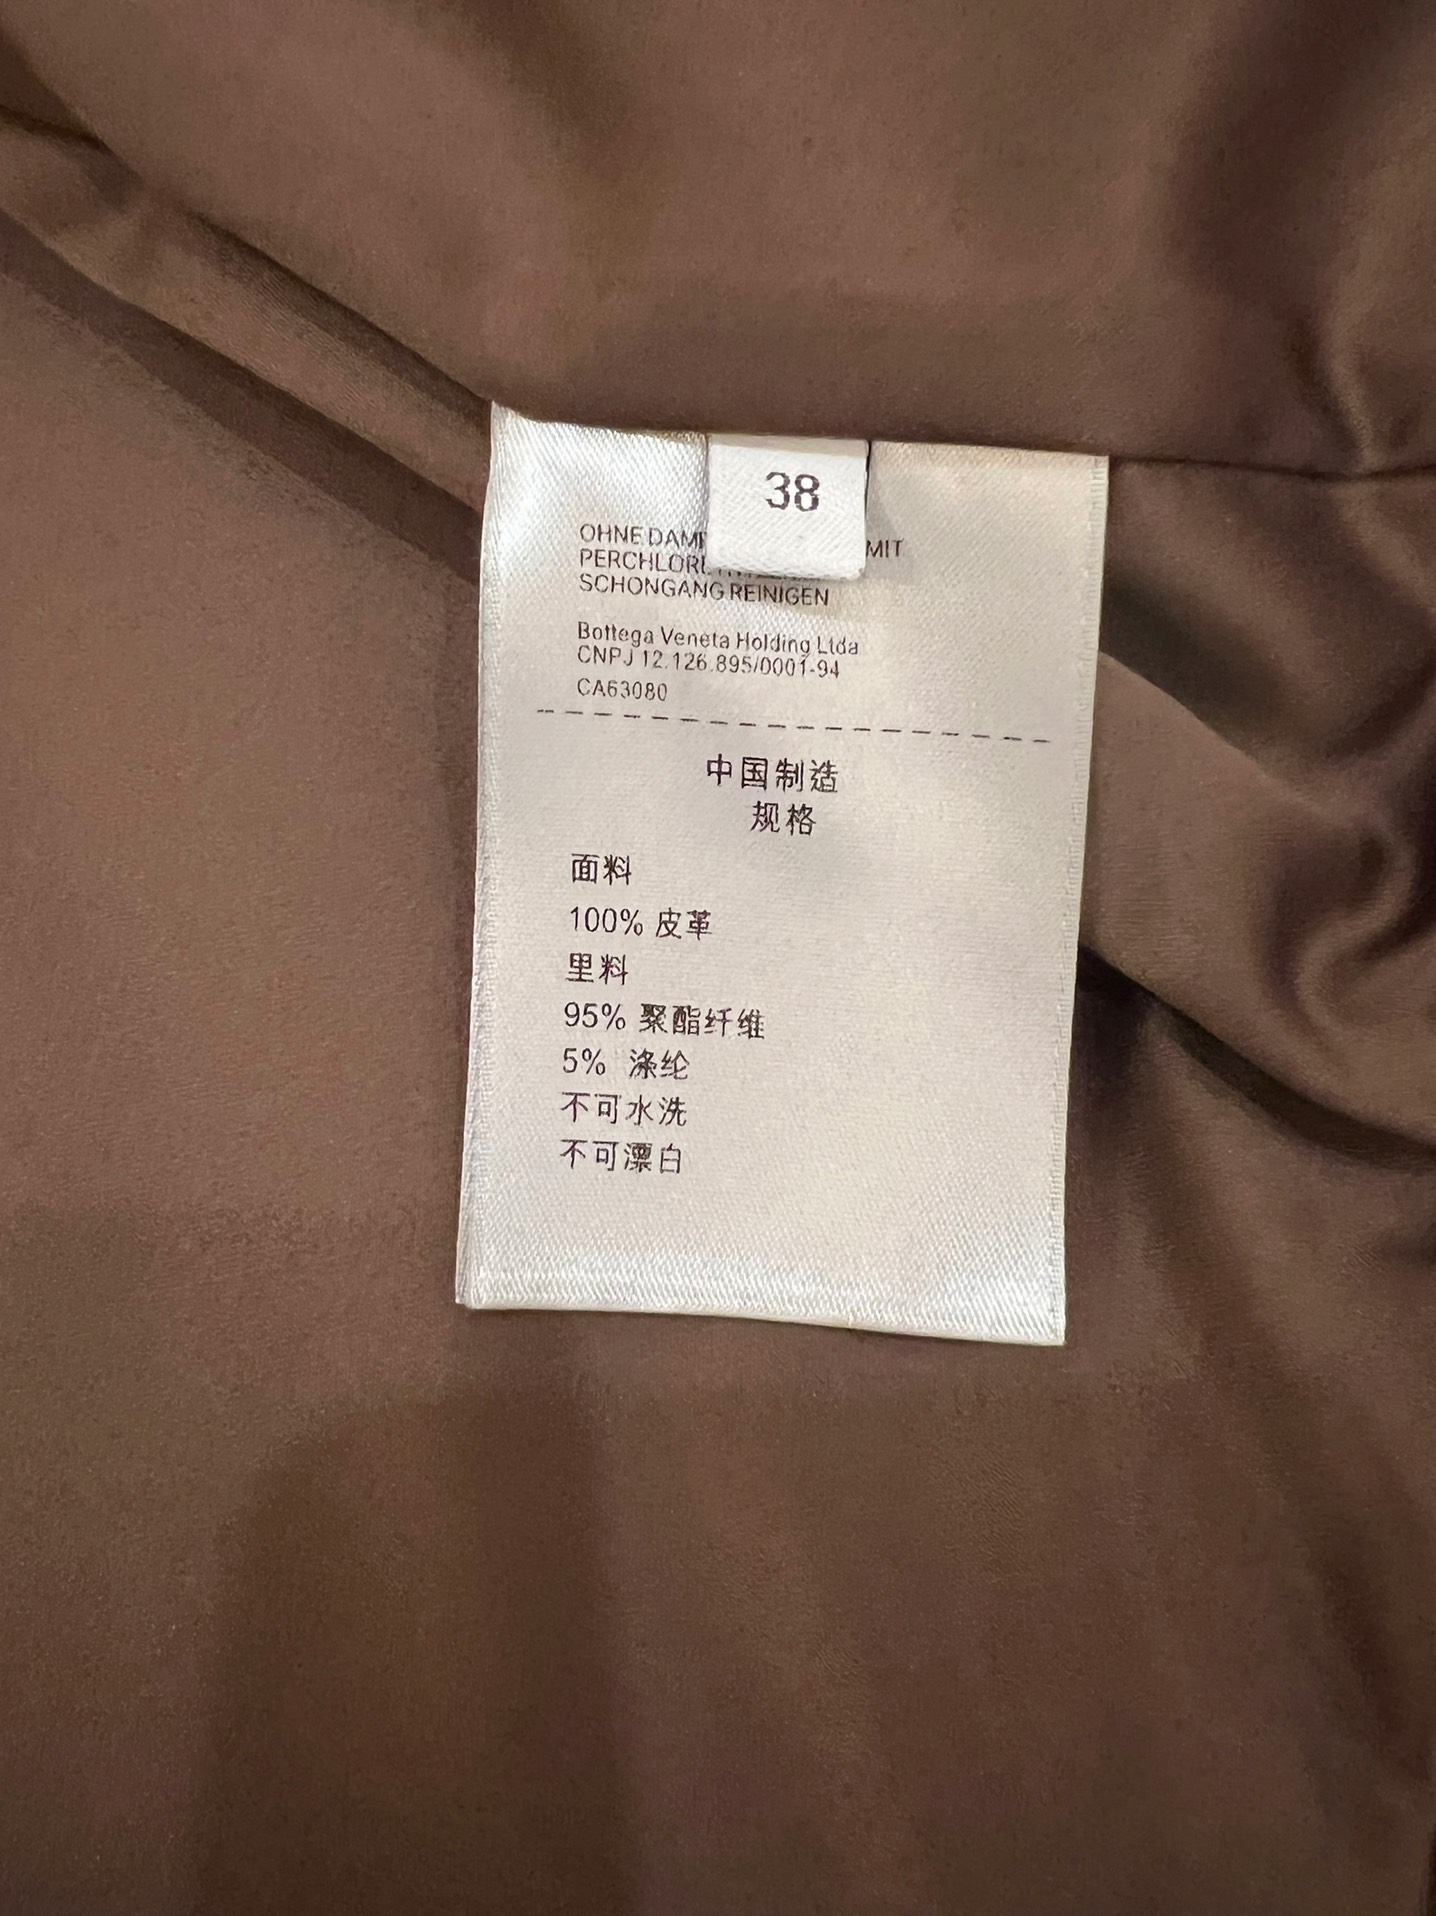 38
OHNE MIT
SCHONGANG REINIGEN
Bottega Veneta Holding Ltda
CNPJ 12.126.895/0001-94
CA63080
中国制造
规格
面料
100% 皮革
里料
95% 聚酯纤维
5% 涤纶
不可水洗
不可漂白